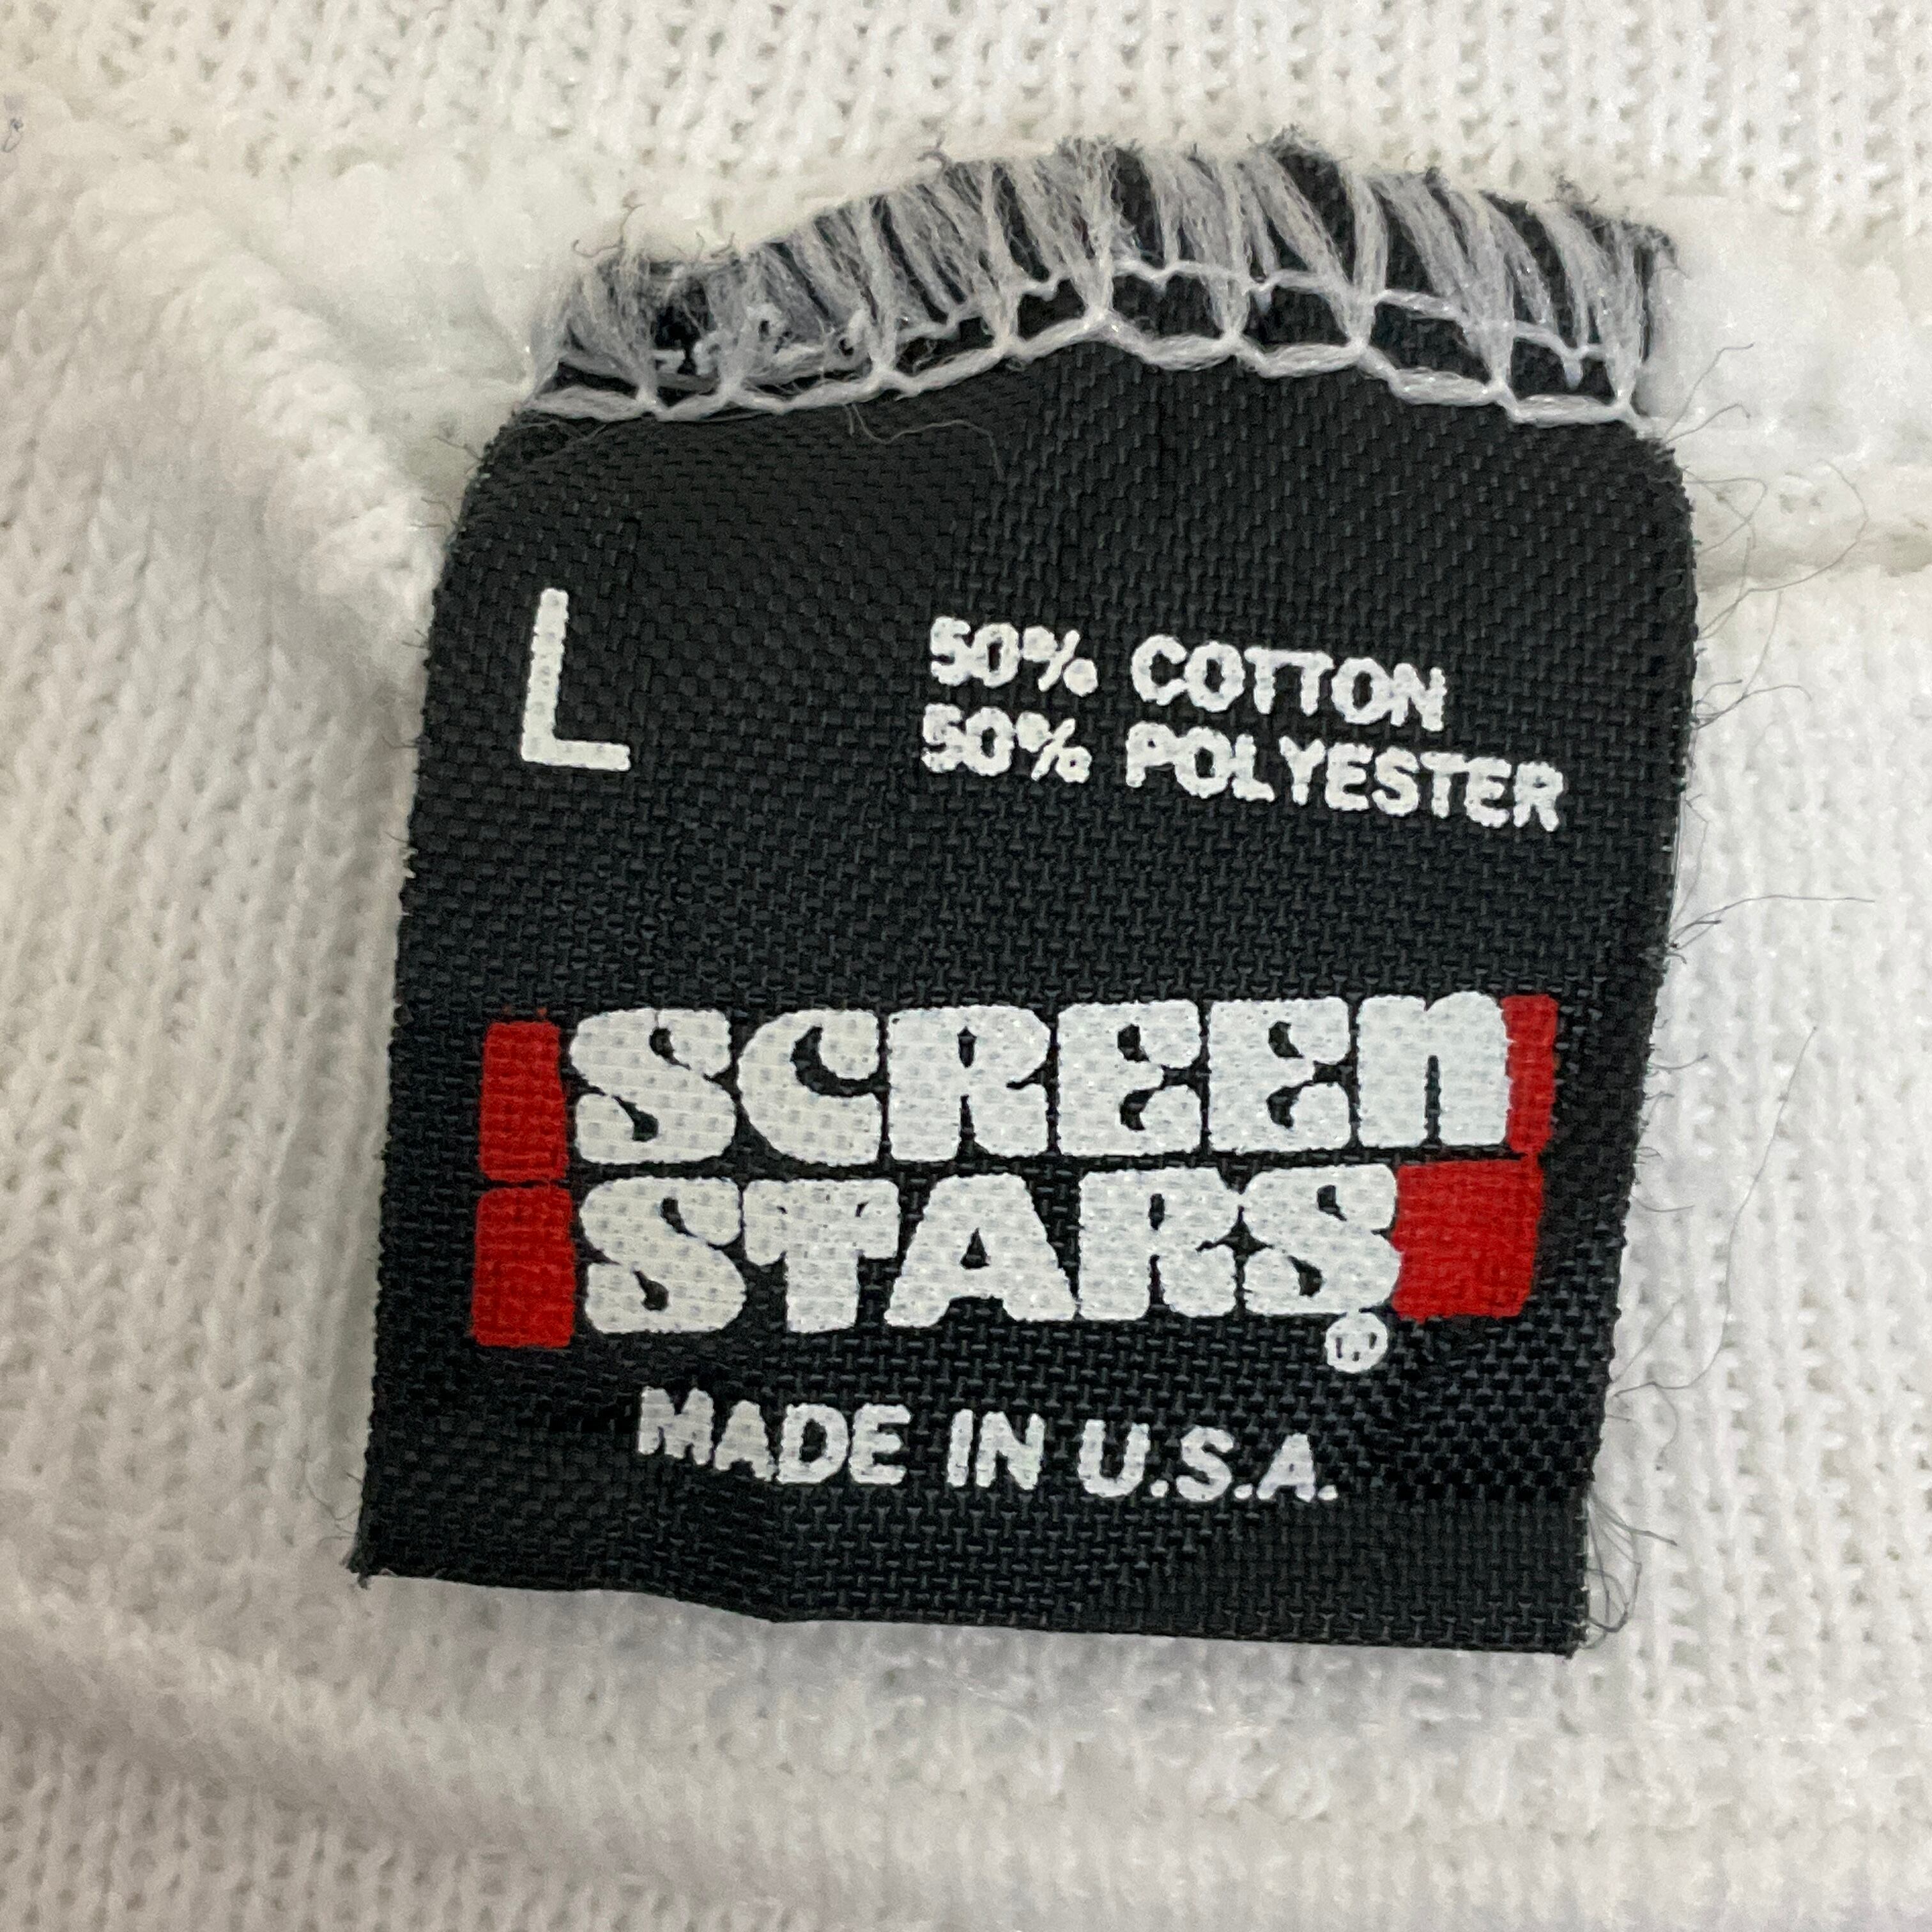 L
50% COTTON
50% POLYESTER
SCREEN
STARS®
MADE IN U.S.A.